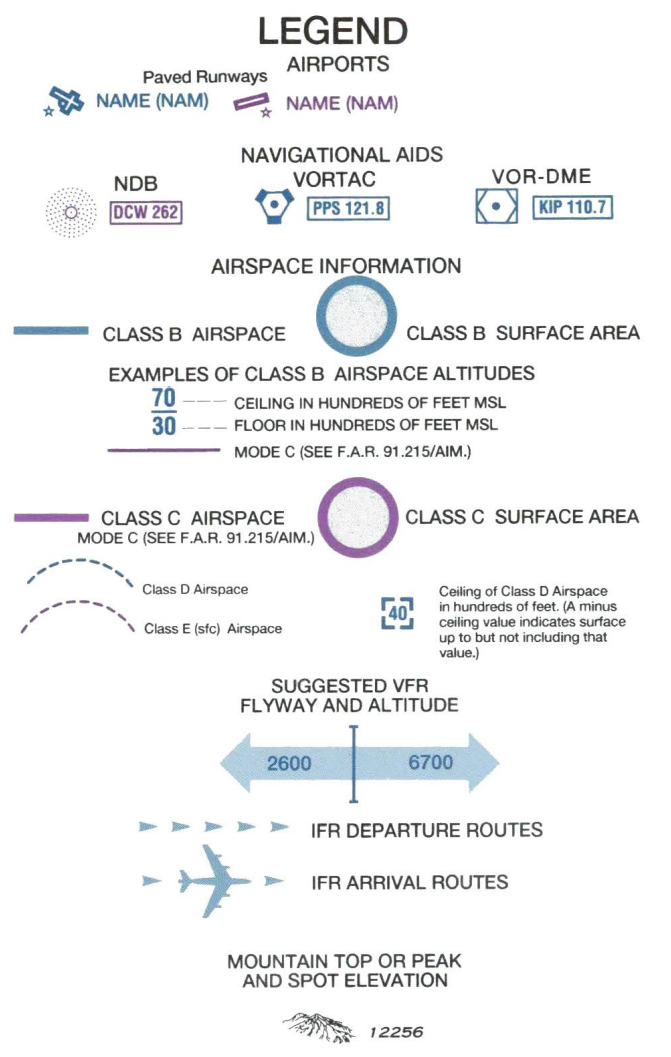 LEGEND
AIRPORTS
Paved Runways
NAME (NAM) NAME (NAM)
NAVIGATIONAL AIDS
NDB VORTAC VOR-DME
DCW 262 PPS 121.8 KIP 110.7
AIRSPACE INFORMATION
CLASS B AIRSPACE CLASS B SURFACE AREA
EXAMPLES OF CLASS B AIRSPACE ALTITUDES
70 CEILING IN HUNDREDS OF FEET MSL
30 FLOOR IN HUNDREDS OF FEET MSL
MODE C (SEE F.A.R. 91.215/AIM.)
CLASS C AIRSPACE CLASS C SURFACE AREA
MODE C (SEE F.A.R. 91.215/AIM.)
Class D Airspace
Class E (sfc) Airspace
40
Ceiling of Class D Airspace
in hundreds of feet. (A minus
ceiling value indicates surface
up to but not including that
value.)
SUGGESTED VFR
FLYWAY AND ALTITUDE
2600 6700
IFR DEPARTURE ROUTES
IFR ARRIVAL ROUTES
MOUNTAIN TOP OR PEAK
AND SPOT ELEVATION
12256